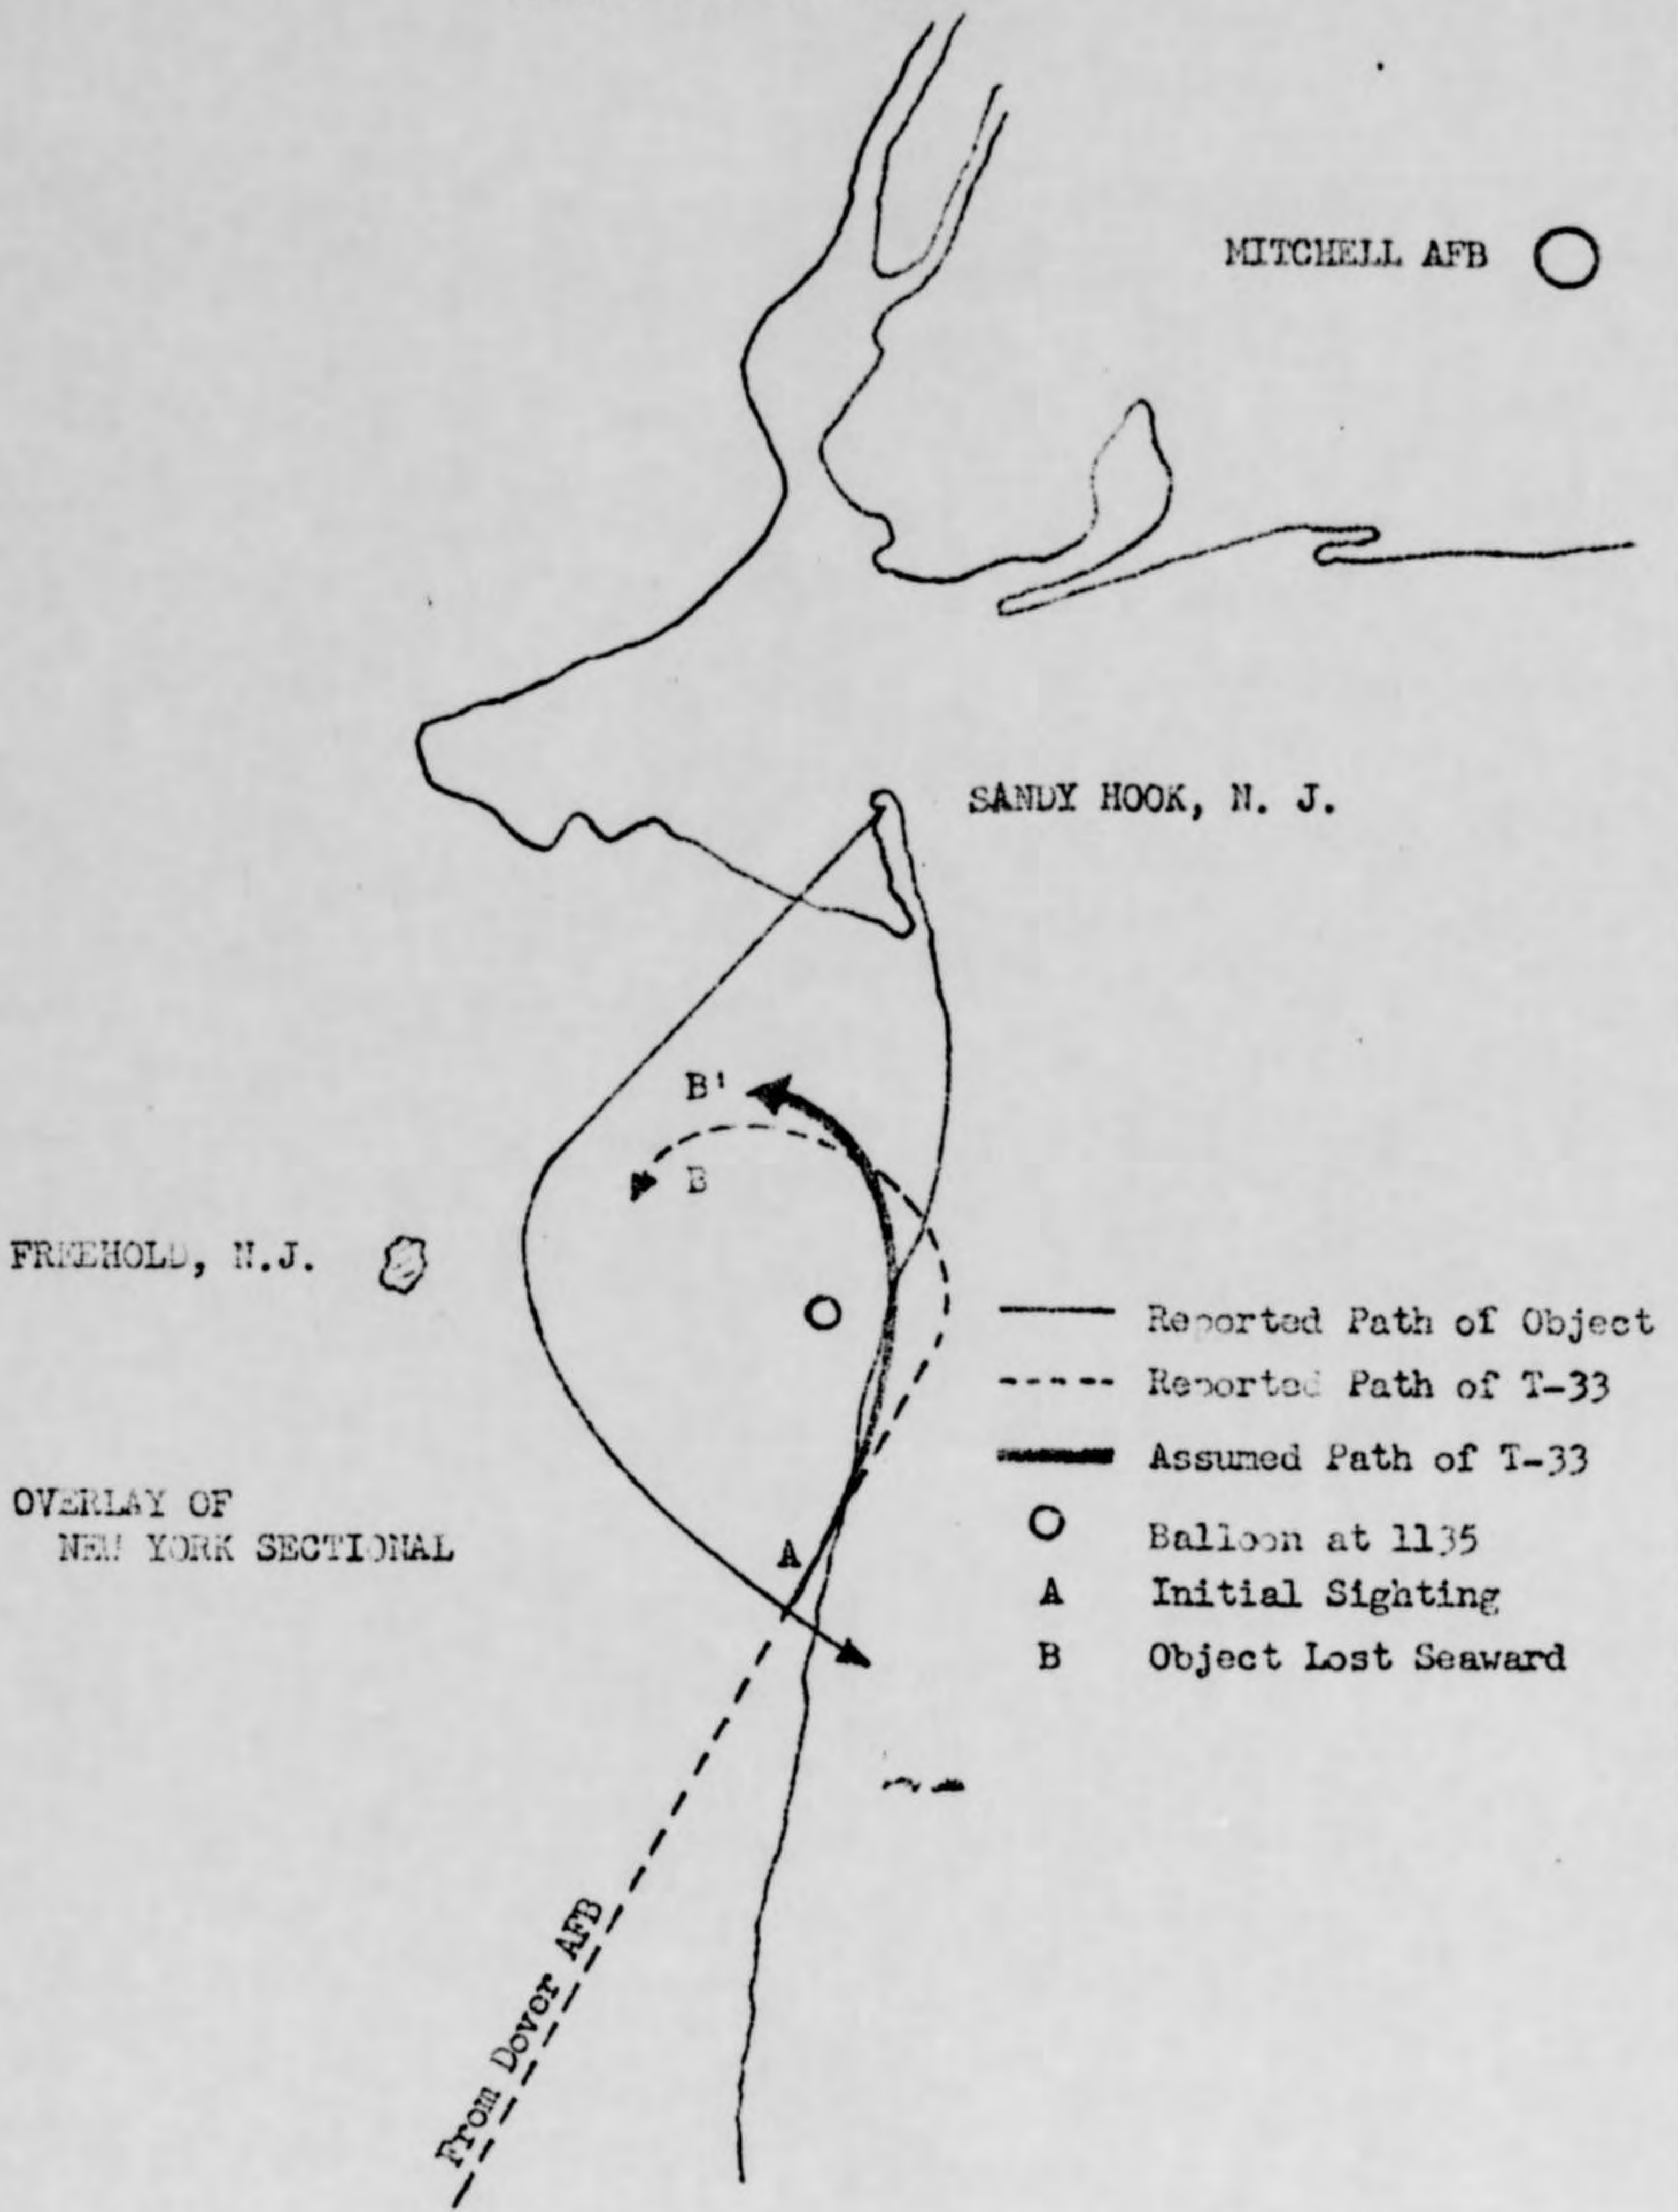 MITCHELL AFB
SANDY HOOK, N. J.
B'
B
FREEHOLD, N.J.
Reported Path of Object
Reported Path of T-33
Assumed Path of T-33
Balloon at 1135
A Initial Sighting
B Object Lost Seaward
OVERLAY OF
NEW YORK SECTIONAL
A
From Dover AFB